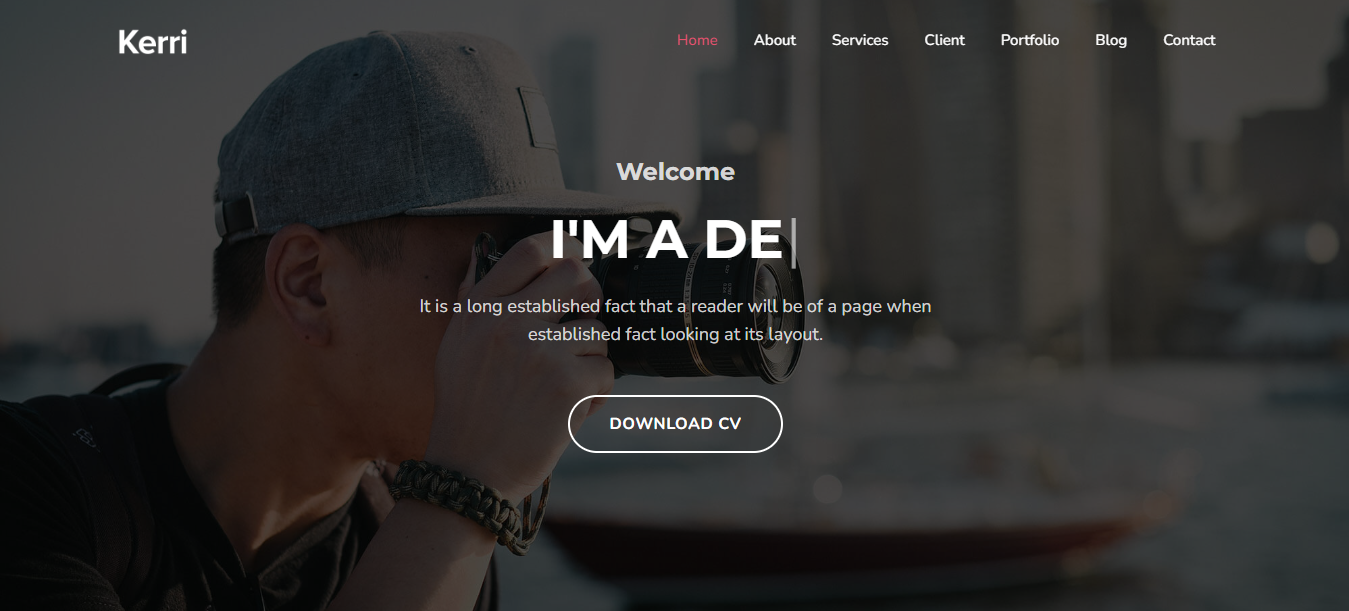 Kerri
Home About Services Client Portfolio Blog Contact
Welcome
I'M A DE
It is a long established fact that a reader will be of a page when
established fact looking at its layout.
DOWNLOAD CV